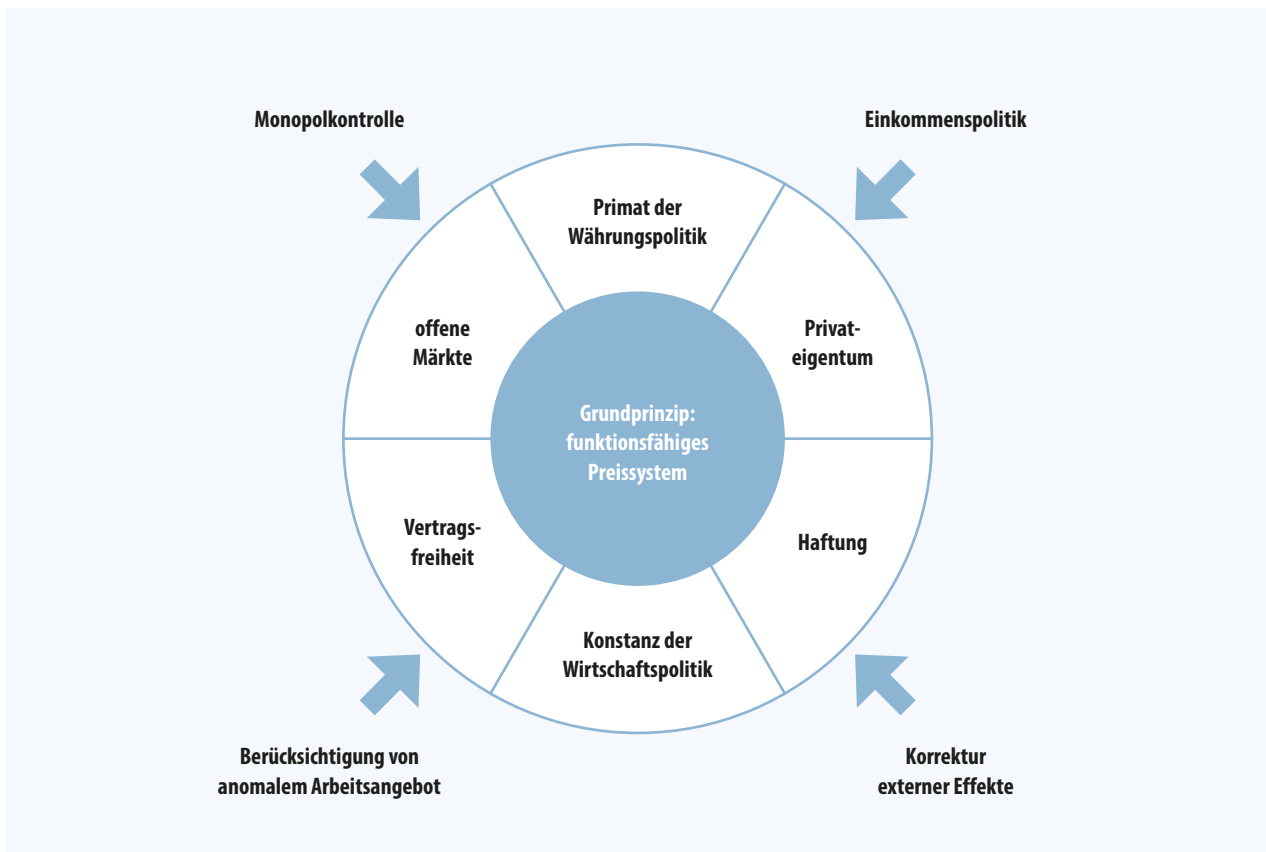 Monopolkontrolle
Einkommenspolitik
Primat der
Währungspolitik
offene
Märkte
Privat-
eigentum
Grundprinzip:
funktionsfähiges
Preissystem
Vertrags-
freiheit
Haftung
Konstanz der
Wirtschaftspolitik
Berücksichtigung von
anomalem Arbeitsangebot
Korrektur
externer Effekte